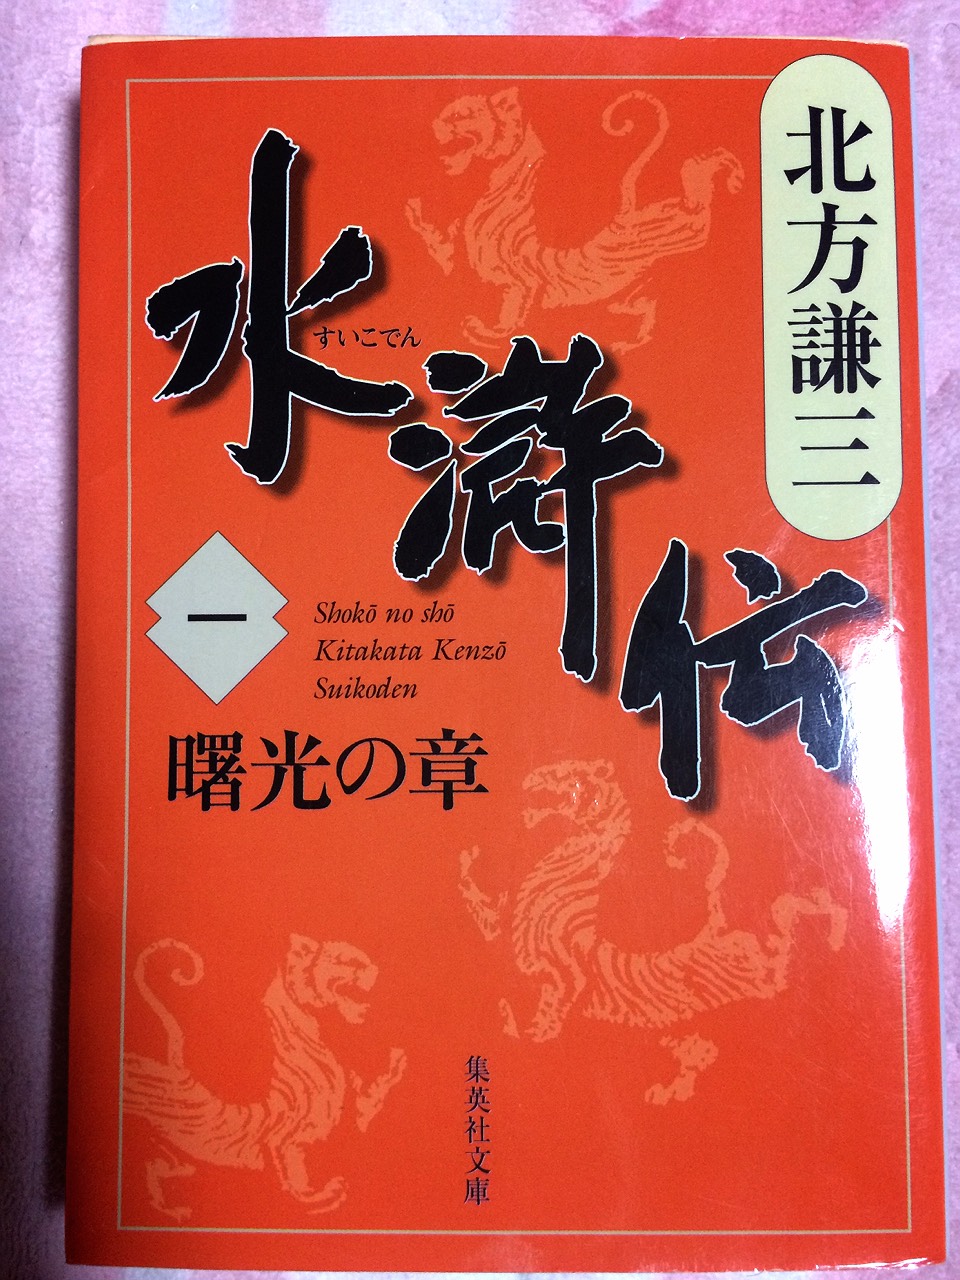 北方謙三
水滸伝
すいこでん
一
Shokō no shō
Kitakata Kenzō
Suikoden
曙光の章
集英社文庫